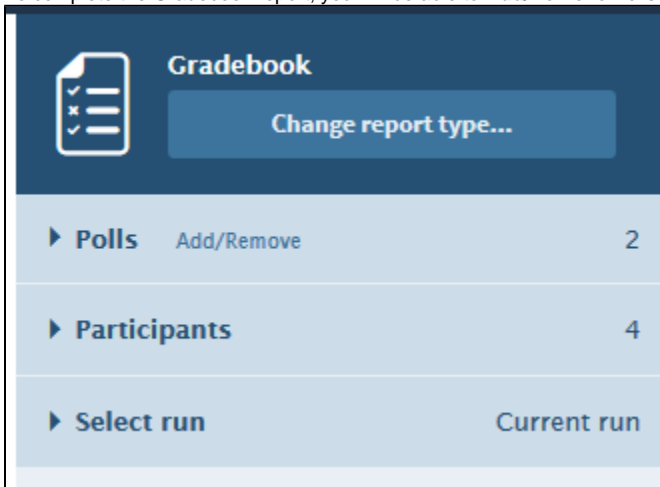 Gradebook
Change report type...
Polls Add/Remove 2
Participants 4
Select run Current run